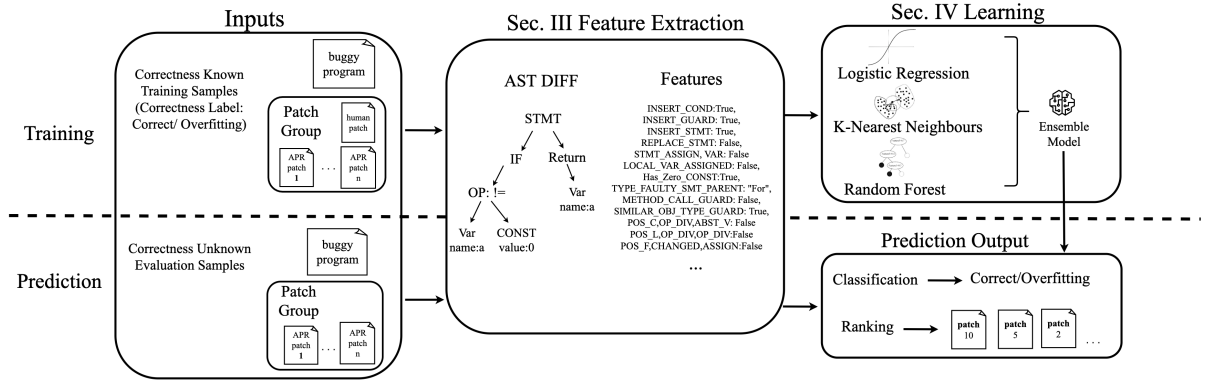 Inputs
Sec. III Feature Extraction
Sec. IV Learning
Training
Prediction
Correctness Known
Training Samples
(Correctness Label:
Correct/ Overfitting)
buggy
program
Patch
Group
human
patch
APR
patch
1
. . .
APR
patch
n
Correctness Unknown
Evaluation Samples
buggy
program
Patch
Group
APR
patch
1
. . .
APR
patch
n
AST DIFF
STMT
IF
Return
OP: !=
Var
name:a
Var
name:a
CONST
value:0
Features
INSERT_COND:True,
INSERT_GUARD: True,
INSERT_STMT: True,
REPLACE_STMT: False,
STMT_ASSIGN, VAR: False
LOCAL_VAR_ASSIGNED: False,
Has_Zero_CONST:True,
TYPE_FAULTY_SMT_PARENT: "For",
METHOD_CALL_GUARD: False,
SIMILAR_OBJ_TYPE_GUARD: True,
POS_C,OP_DIV,ABST_V: False
POS_L,OP_DIV,OP_DIV:False
POS_F,CHANGED,ASSIGN:False
...
Logistic Regression
K-Nearest Neighbours
Random Forest
Ensemble
Model
Prediction Output
Classification
Correct/Overfitting
Ranking
patch
10
patch
5
patch
2
. . .